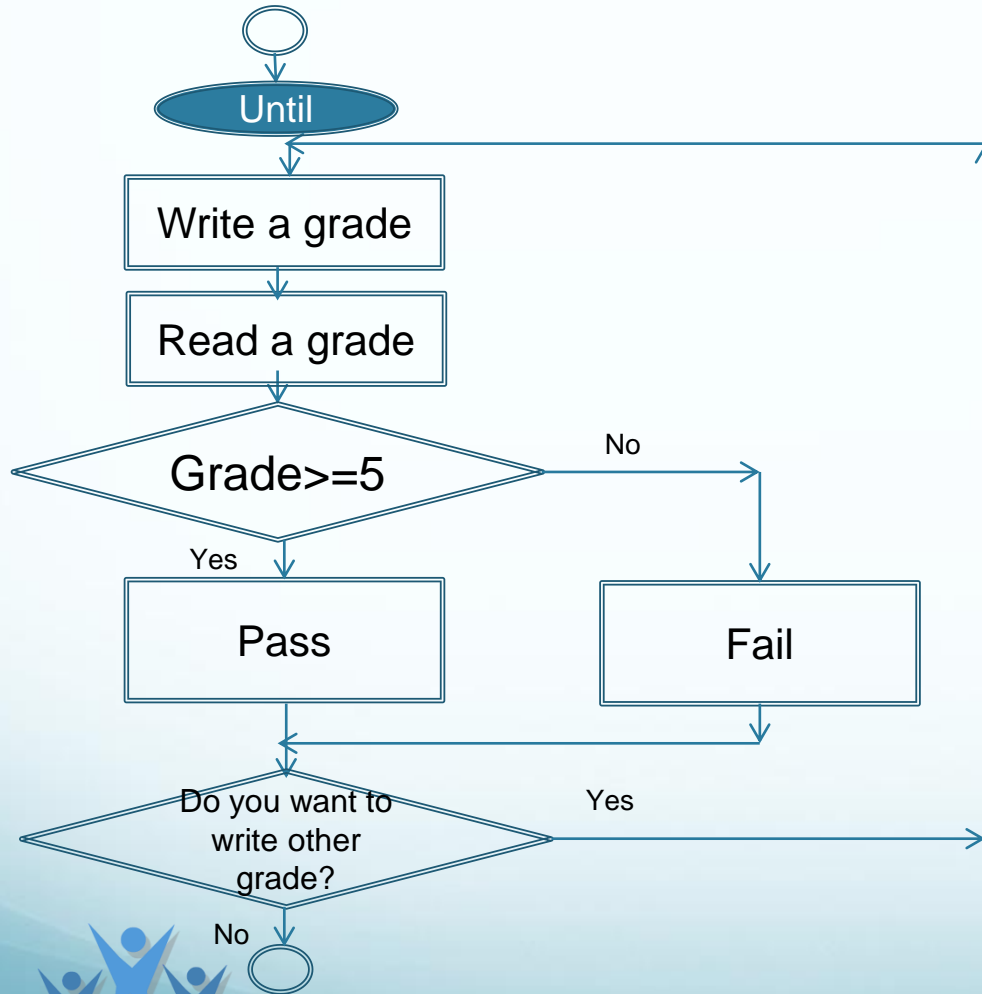 Until
Write a grade
Read a grade
Grade>=5
No
Yes
Pass
Fail
Do you want to
write other
grade?
Yes
No